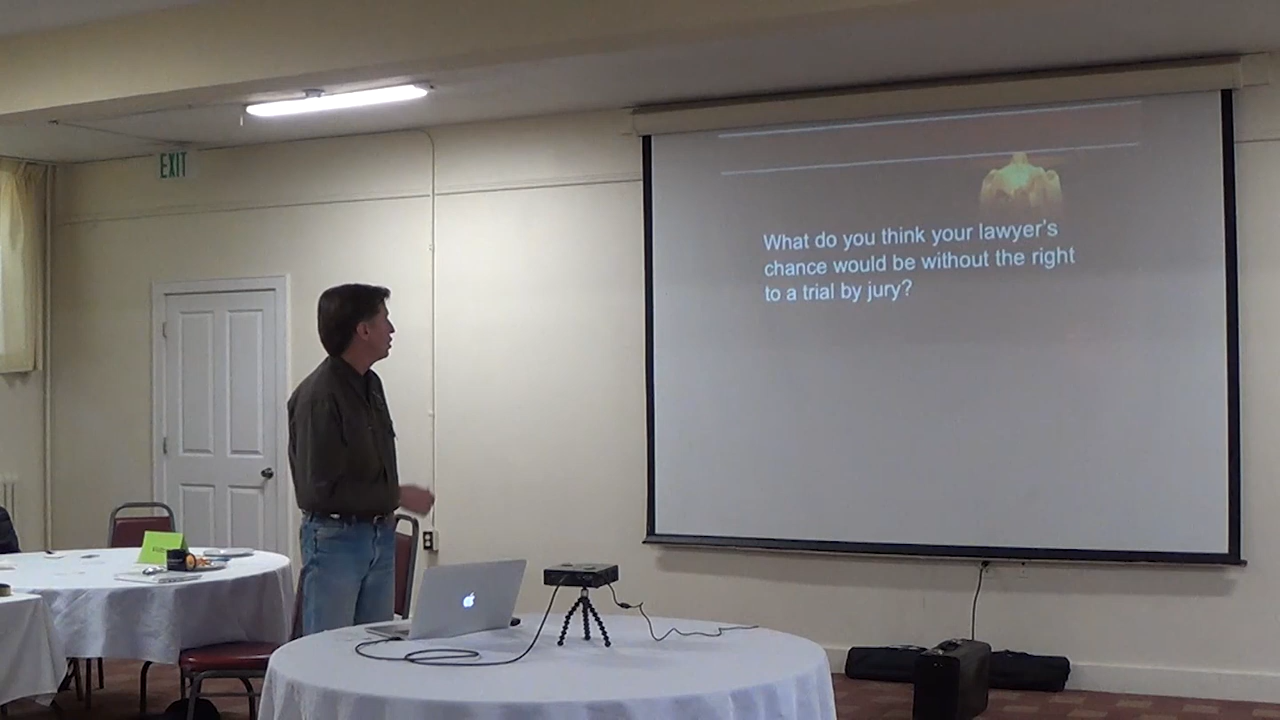 EXIT
What do you think your lawyer's
chance would be without the right
to a trial by jury?